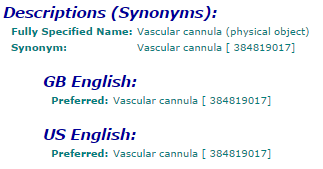 Descriptions (Synonyms):
Fully Specified Name: Vascular cannula (physical object)
Synonym: Vascular cannula [ 384819017]
GB English:
Preferred: Vascular cannula [ 384819017]
US English:
Preferred: Vascular cannula [ 384819017]